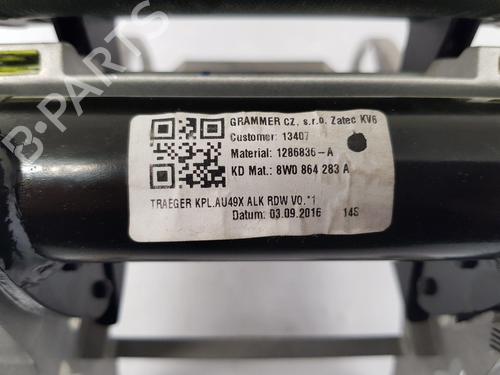 B-PARTS
GRAMMER CZ, s.r.o. Zatec KV6
Customer: 13407
Material: 1286836-A
KD Mat.: 8W0 864 283 A
TRAEGER KPL.AU49X ALK RDW V0.*1
Datum: 03.09.2016 14S